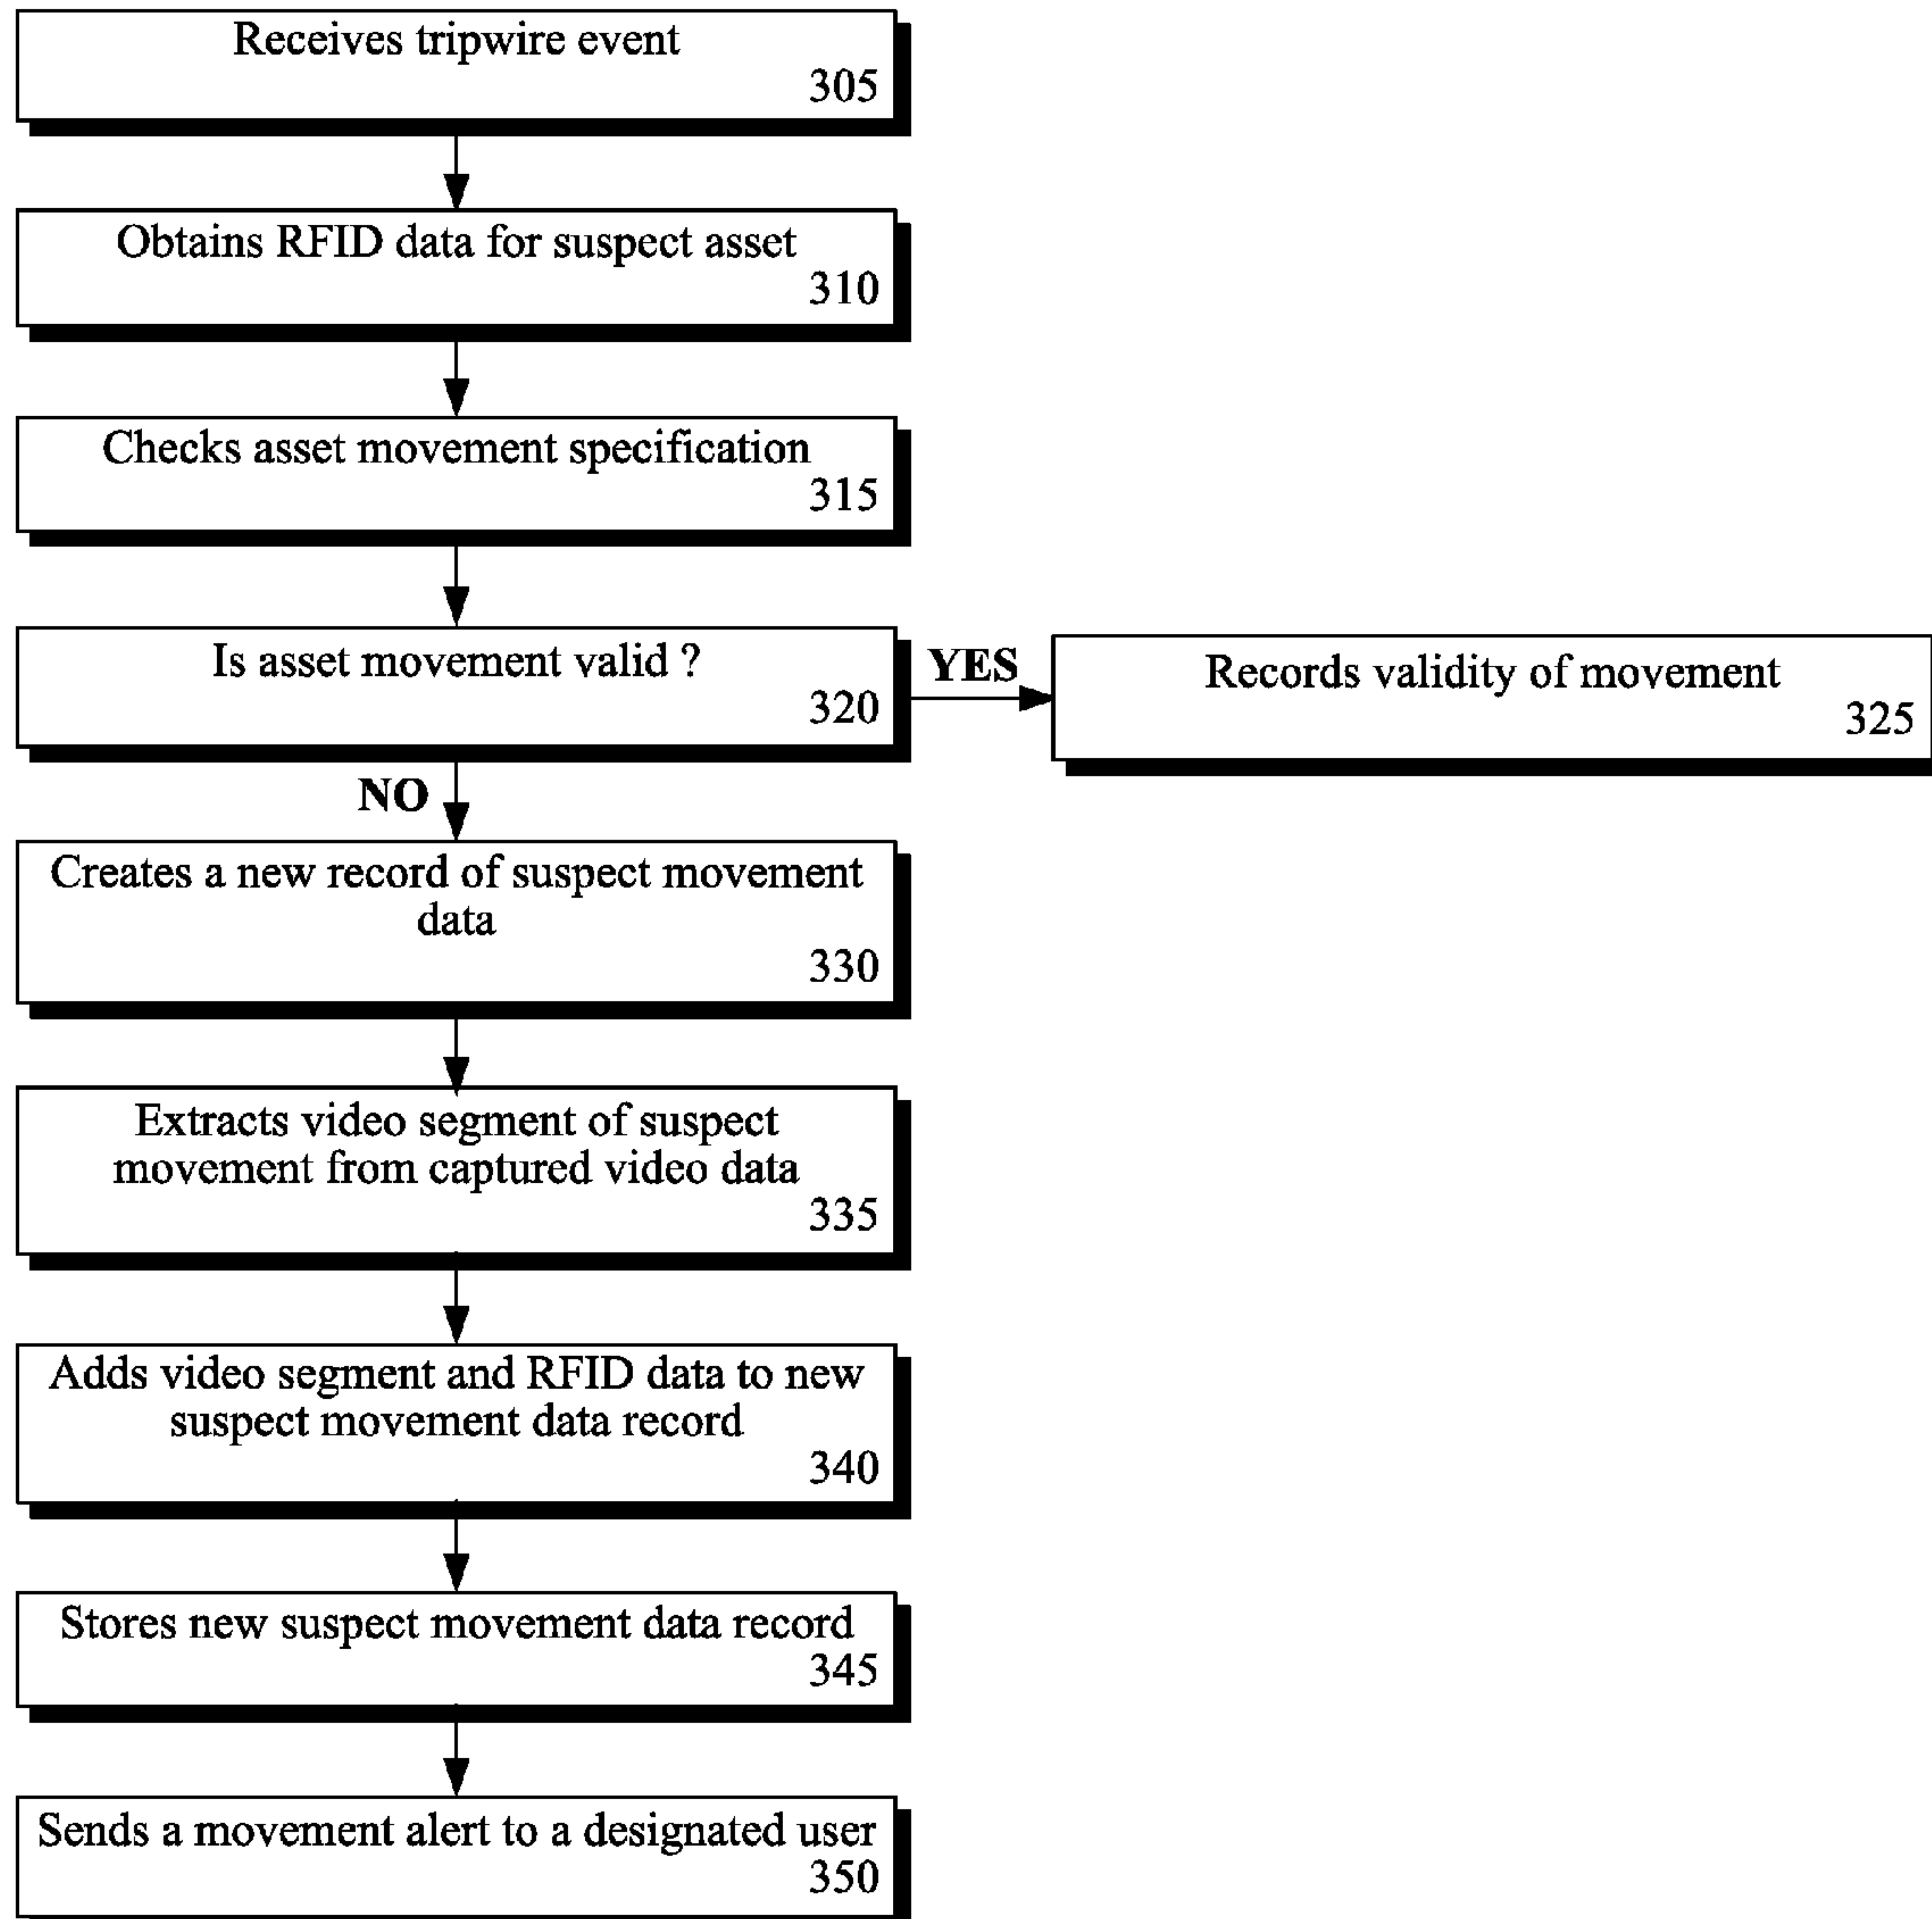 Receives tripwire event
305
Obtains RFID data for suspect asset
310
Checks asset movement specification
315
Is asset movement valid ?
320
YES
Records validity of movement
325
NO
Creates a new record of suspect movement
data
330
Extracts video segment of suspect
movement from captured video data
335
Adds video segment and RFID data to new
suspect movement data record
340
Stores new suspect movement data record
345
Sends a movement alert to a designated user
350